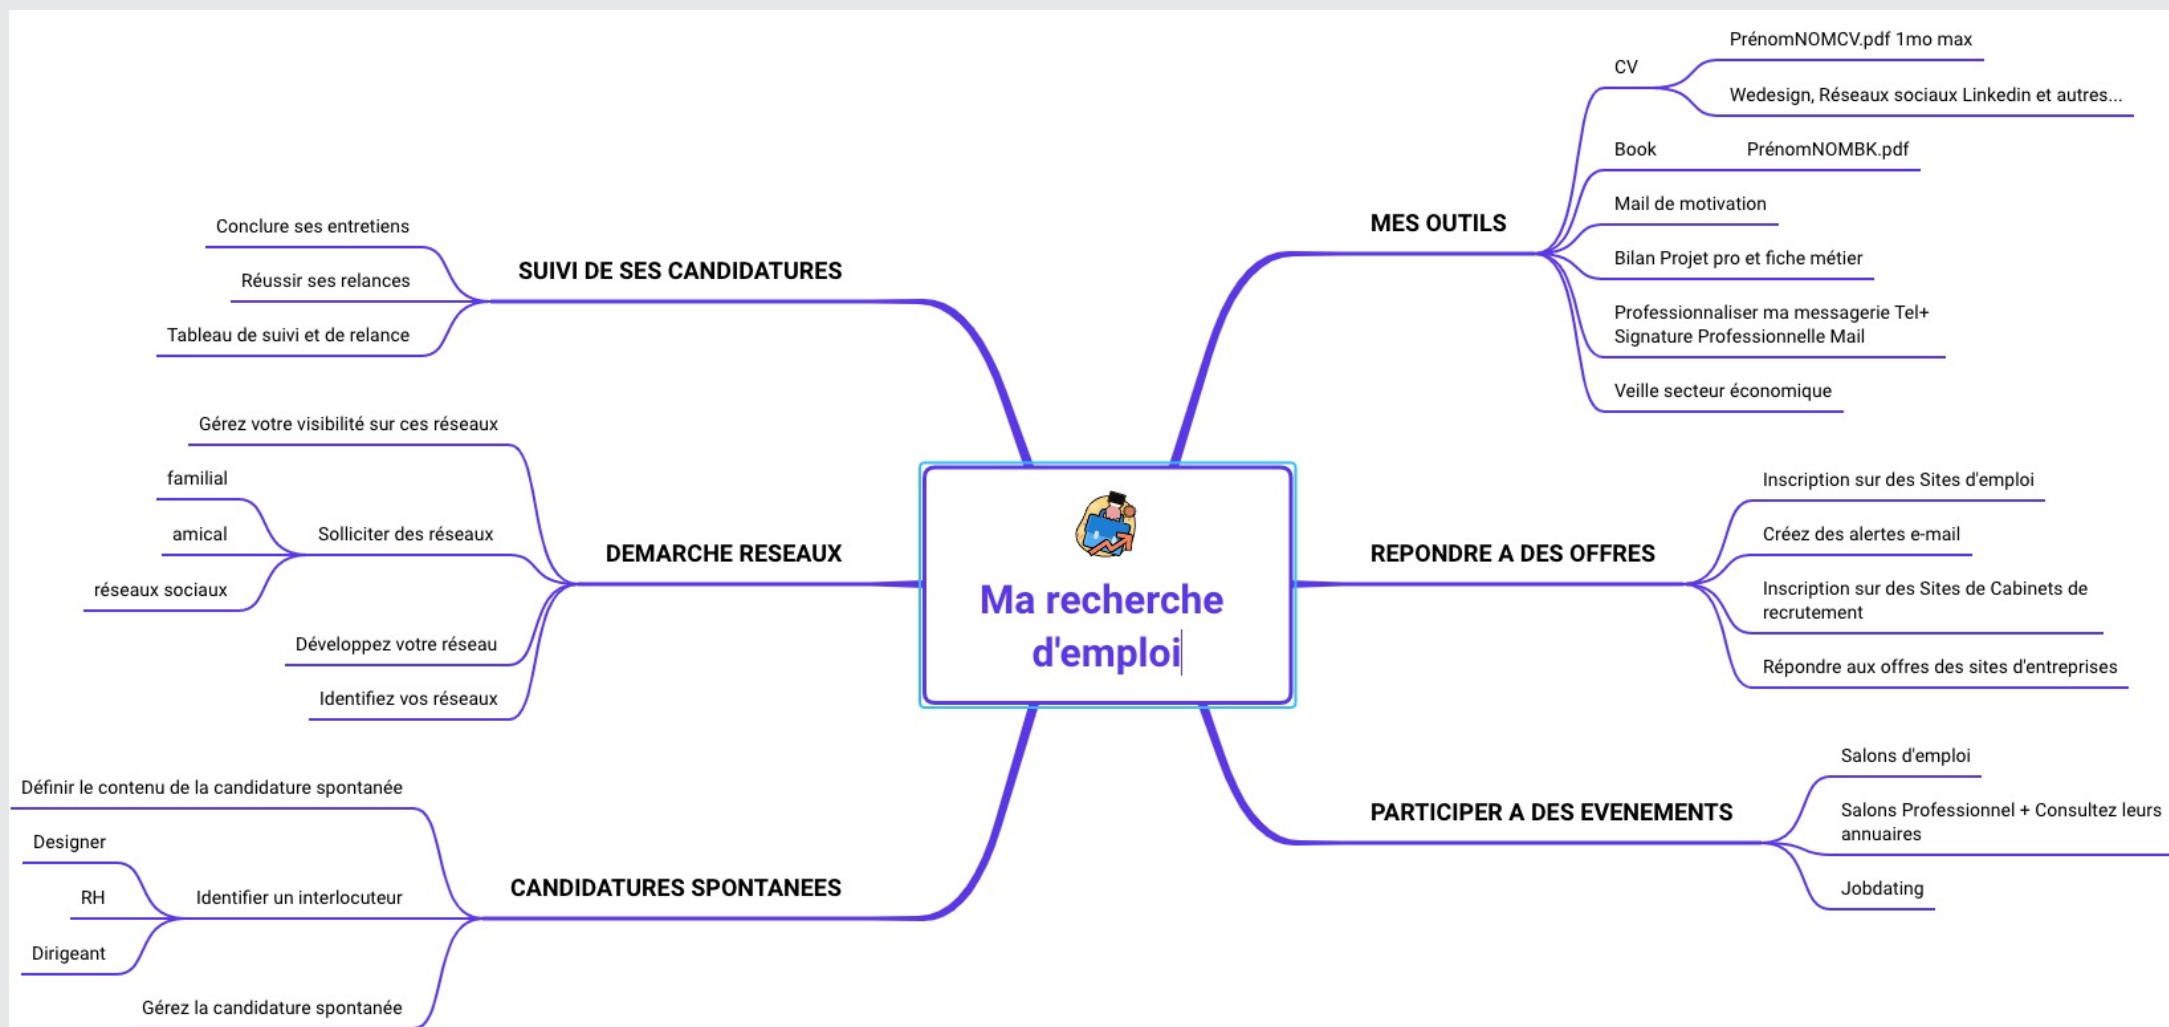 Ma recherche
d'emploi
MES OUTILS
CV
PrénomNOMCV.pdf 1mo max
Wedesign, Réseaux sociaux Linkedin et autres...
Book
PrénomNOMBK.pdf
Mail de motivation
Bilan Projet pro et fiche métier
Professionnaliser ma messagerie Tel+
Signature Professionnelle Mail
Veille secteur économique
REPONDRE A DES OFFRES
Inscription sur des Sites d'emploi
Créez des alertes e-mail
Inscription sur des Sites de Cabinets de
recrutement
Répondre aux offres des sites d'entreprises
PARTICIPER A DES EVENEMENTS
Salons d'emploi
Salons Professionnel + Consultez leurs
annuaires
Jobdating
SUIVI DE SES CANDIDATURES
Conclure ses entretiens
Réussir ses relances
Tableau de suivi et de relance
DEMARCHE RESEAUX
Gérez votre visibilité sur ces réseaux
Solliciter des réseaux
familial
amical
réseaux sociaux
Développez votre réseau
Identifiez vos réseaux
CANDIDATURES SPONTANEES
Définir le contenu de la candidature spontanée
Identifier un interlocuteur
Designer
RH
Dirigeant
Gérez la candidature spontanée